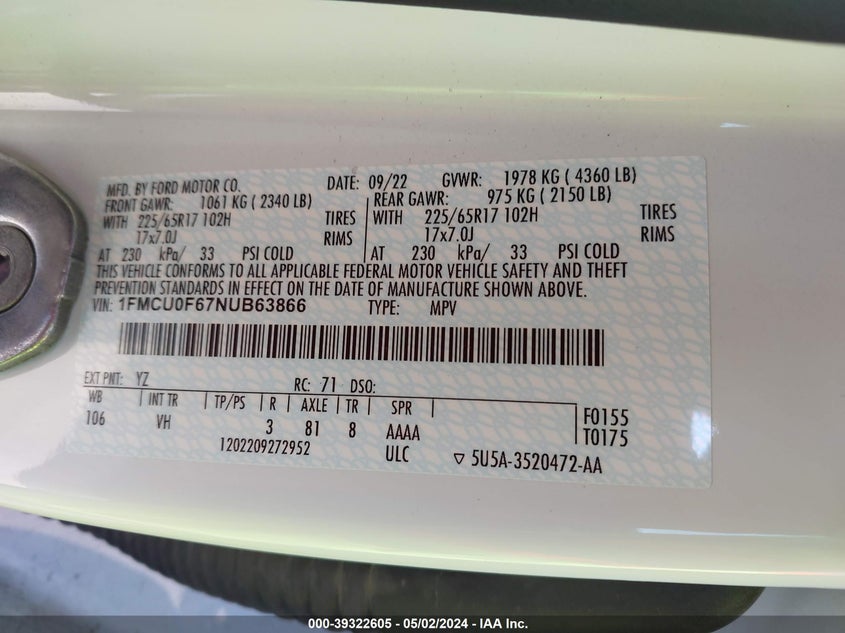 MFD. BY FORD MOTOR CO. DATE: 09/22 GVWR: 1978 KG ( 4360 LB)
FRONT GAWR: 1061 KG ( 2340 LB) REAR GAWR: 975 KG ( 2150 LB)
WITH 225/65R17 102H TIRES WITH 225/65R17 102H TIRES
17x7.0J RIMS 17x7.0J RIMS
AT 230 kPa/ 33 PSI COLD AT 230 kPa/ 33 PSI COLD
THIS VEHICLE CONFORMS TO ALL APPLICABLE FEDERAL MOTOR VEHICLE SAFETY AND THEFT
PREVENTION STANDARDS IN EFFECT ON THE DATE OF MANUFACTURE SHOWN ABOVE.
VIN: 1FMCU0F67NUB63866 TYPE: MPV
EXT PNT: YZ RC: 71 DSO:
WB INT TR TP/PS R AXLE TR SPR F0155
106 VH 3 81 8 AAAA T0175
1202209272952 ULC ▽ 5U5A-3520472-AA
000-39322605 - 05/02/2024 - IAA Inc.